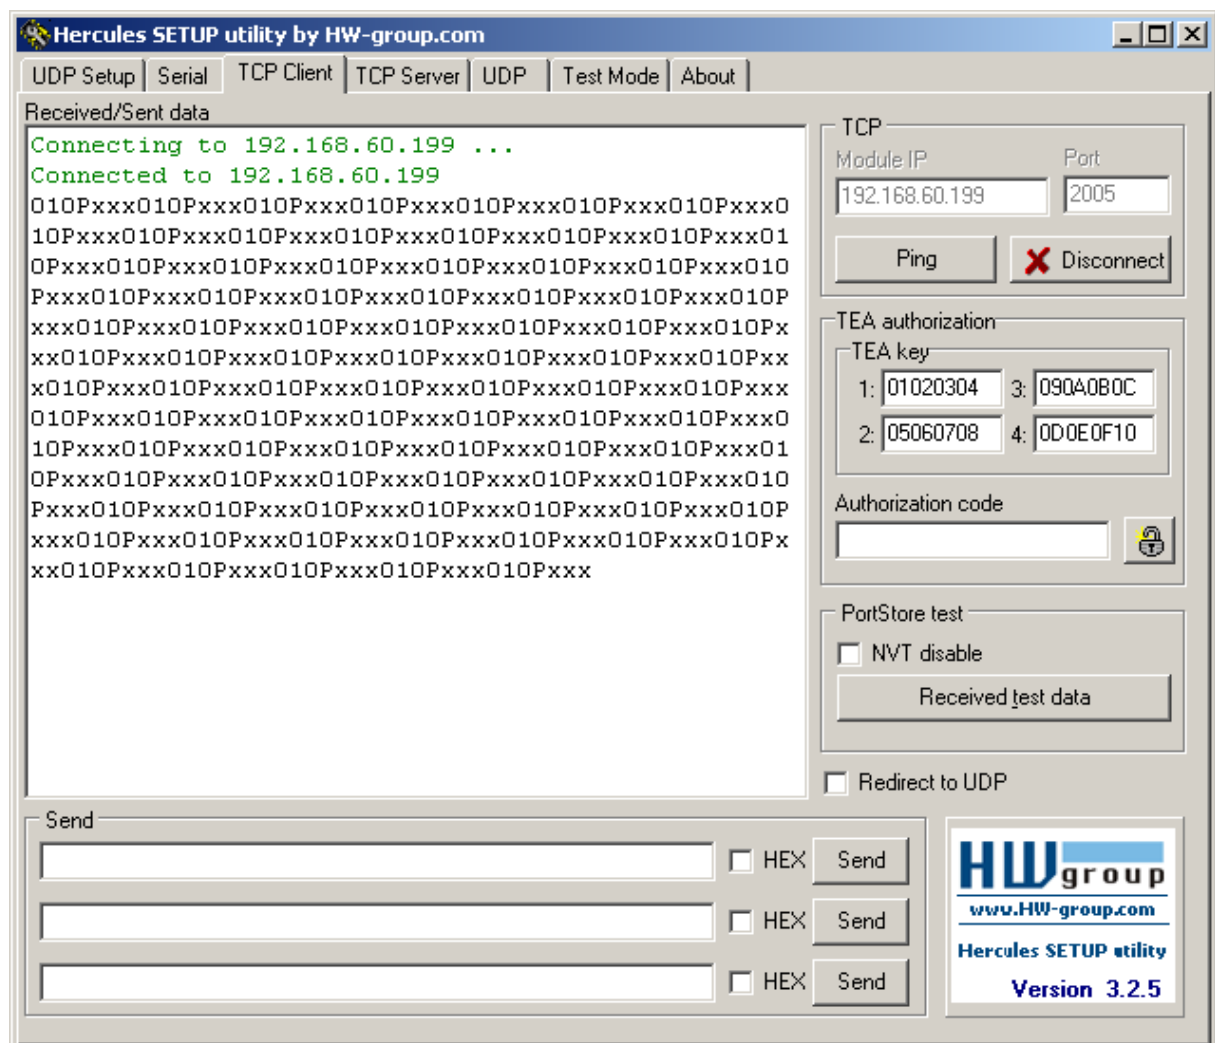 Hercules SETUP utility by HW-group.com
UDP Setup Serial TCP Client TCP Server UDP Test Mode About
Received/Sent data
Connecting to 192.168.60.199 ...
Connected to 192.168.60.199
010Pxxx010Pxxx010Pxxx010Pxxx010Pxxx010Pxxx010Pxxx0
10Pxxx010Pxxx010Pxxx010Pxxx010Pxxx010Pxxx010Pxxx01
0Pxxx010Pxxx010Pxxx010Pxxx010Pxxx010Pxxx010Pxxx010
Pxxx010Pxxx010Pxxx010Pxxx010Pxxx010Pxxx010Pxxx010P
xxx010Pxxx010Pxxx010Pxxx010Pxxx010Pxxx010Pxxx010Px
xx010Pxxx010Pxxx010Pxxx010Pxxx010Pxxx010Pxxx010Pxx
x010Pxxx010Pxxx010Pxxx010Pxxx010Pxxx010Pxxx010Pxxx
010Pxxx010Pxxx010Pxxx010Pxxx010Pxxx010Pxxx010Pxxx0
10Pxxx010Pxxx010Pxxx010Pxxx010Pxxx010Pxxx010Pxxx01
0Pxxx010Pxxx010Pxxx010Pxxx010Pxxx010Pxxx010Pxxx010
Pxxx010Pxxx010Pxxx010Pxxx010Pxxx010Pxxx010Pxxx010P
xxx010Pxxx010Pxxx010Pxxx010Pxxx010Pxxx010Pxxx010Px
xx010Pxxx010Pxxx010Pxxx010Pxxx010Pxxx
TCP
Module IP Port
192.168.60.199 2005
Ping Disconnect
TEA authorization
TEA key
1: 01020304 3: 090A0B0C
2: 05060708 4: 0D0E0F10
Authorization code
PortStore test
NVT disable
Received test data
Redirect to UDP
Send
HEX Send
HEX Send
HEX Send
HW group
www.HW-group.com
Hercules SETUP utility
Version 3.2.5